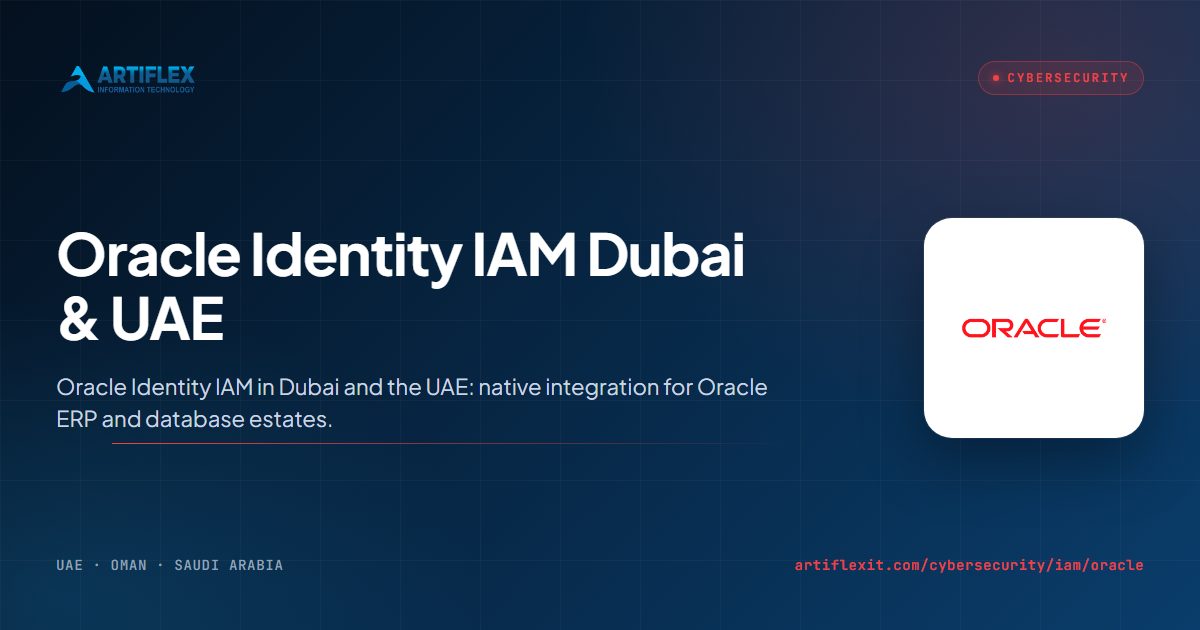 ARTIFLEX
INFORMATION TECHNOLOGY
CYBERSECURITY
Oracle Identity IAM Dubai
& UAE
Oracle Identity IAM in Dubai and the UAE: native integration for Oracle
ERP and database estates.
ORACLE®
UAE · OMAN · SAUDI ARABIA
artiflexit.com/cybersecurity/iam/oracle